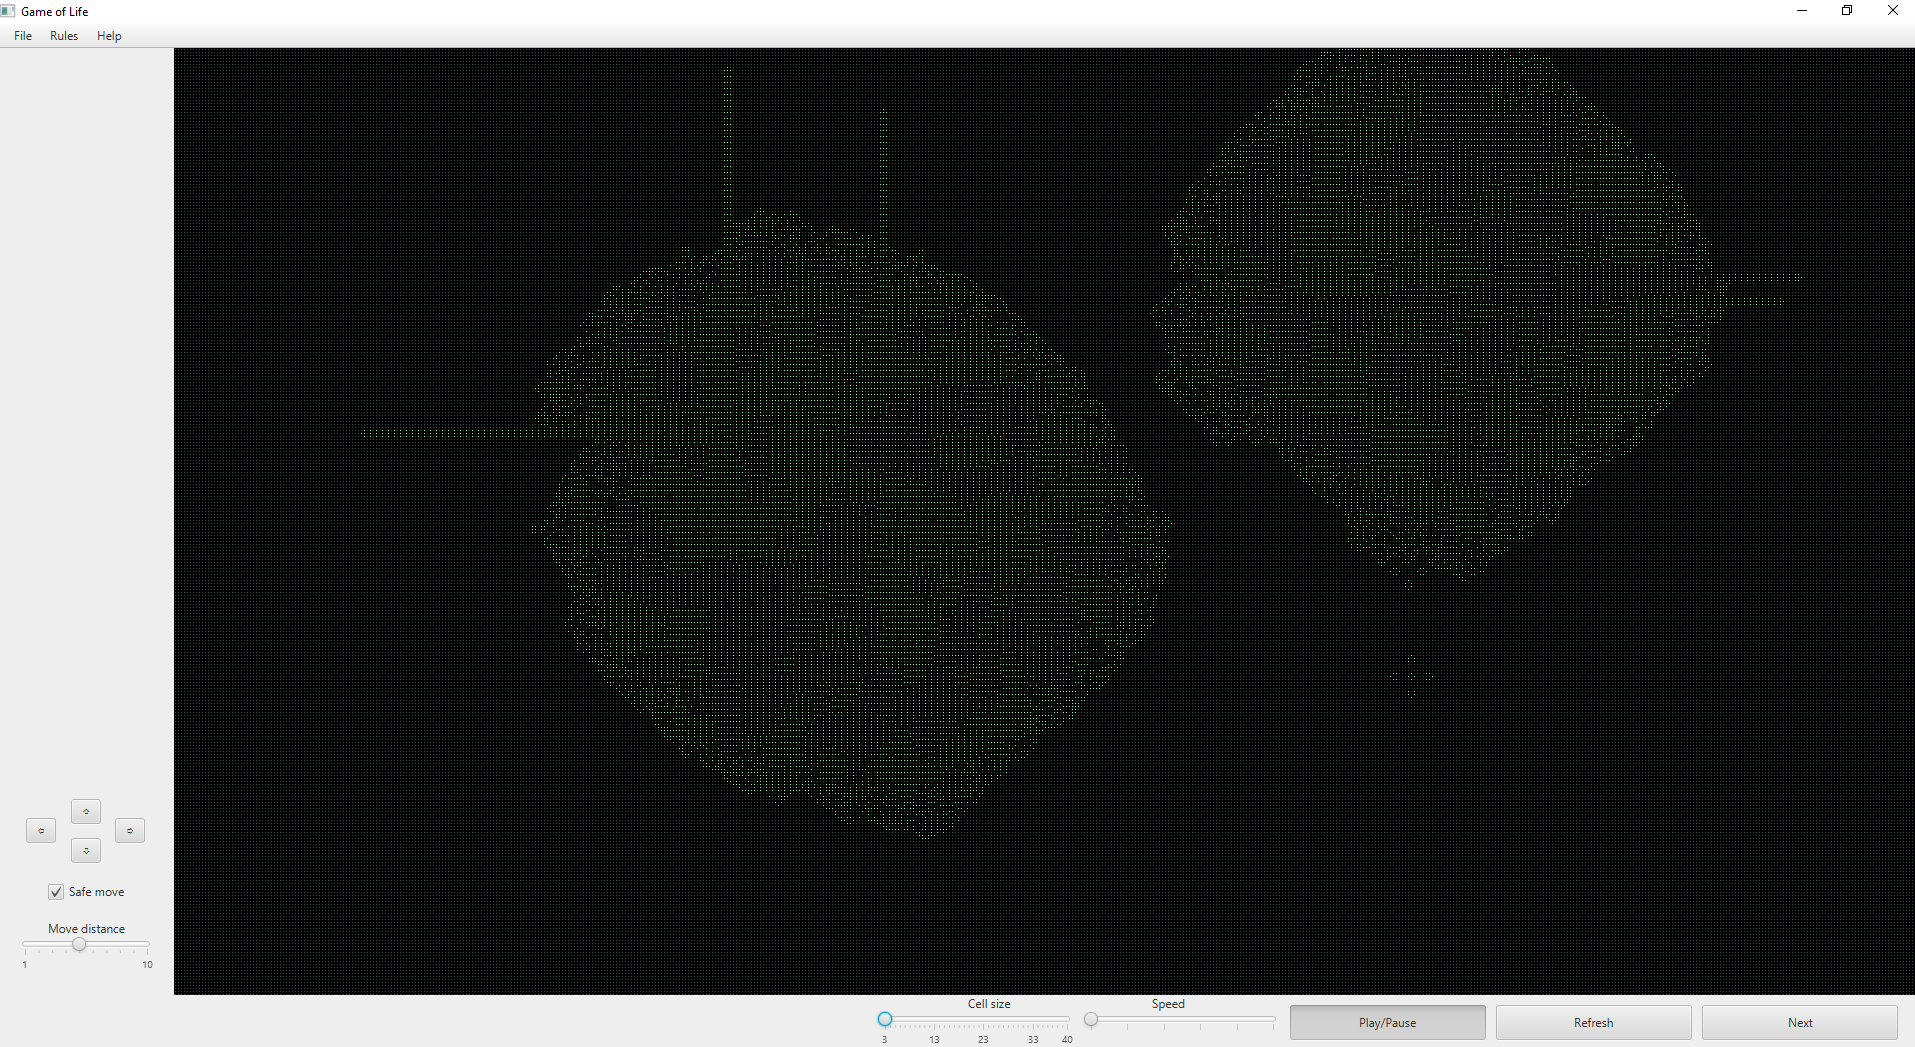 Game of Life
File Rules Help
Safe move
Move distance
1 10
Cell size Speed
3 13 23 33 40
Play/Pause Refresh Next